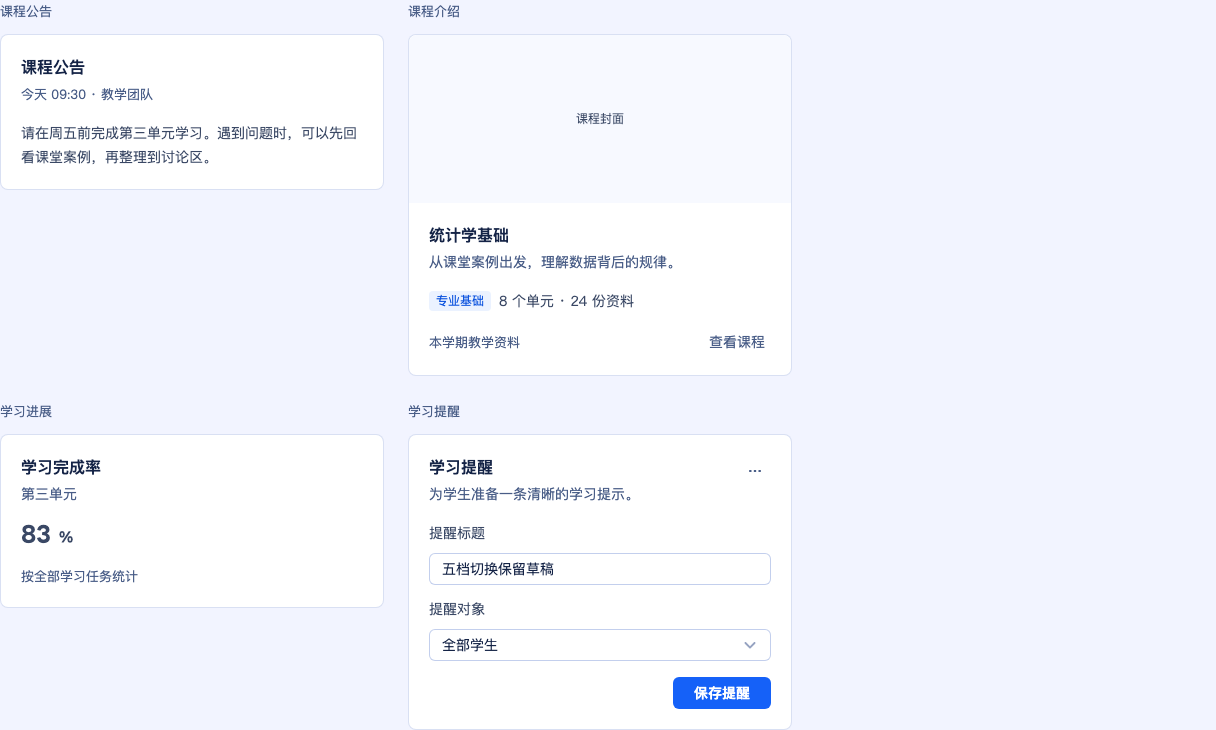 课程公告
课程公告
今天 09:30 · 教学团队
请在周五前完成第三单元学习。遇到问题时，可以先回
看课堂案例，再整理到讨论区。
课程介绍
课程封面
统计学基础
从课堂案例出发，理解数据背后的规律。
专业基础 8 个单元 · 24 份资料
本学期教学资料 查看课程
学习进展
学习完成率
第三单元
83 %
按全部学习任务统计
学习提醒
学习提醒 ...
为学生准备一条清晰的学习提示。
提醒标题
五档切换保留草稿
提醒对象
全部学生
保存提醒